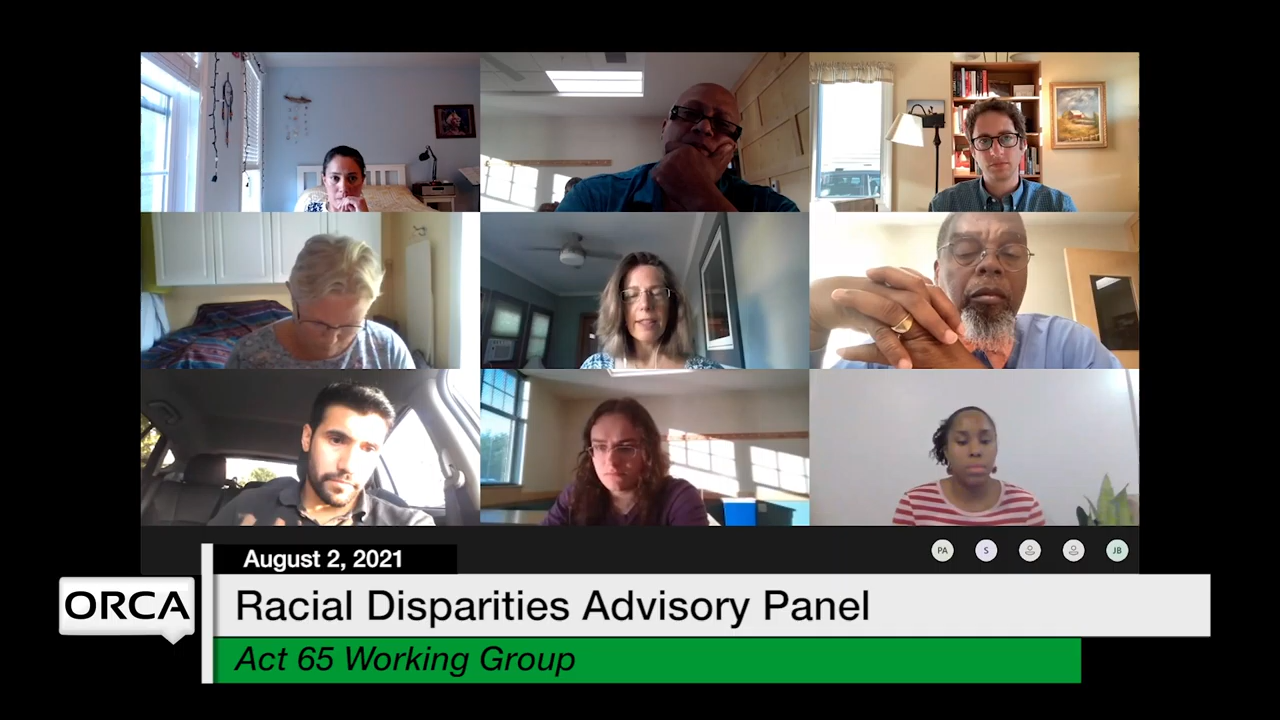 PA S JB
August 2, 2021
ORCA
Racial Disparities Advisory Panel
Act 65 Working Group